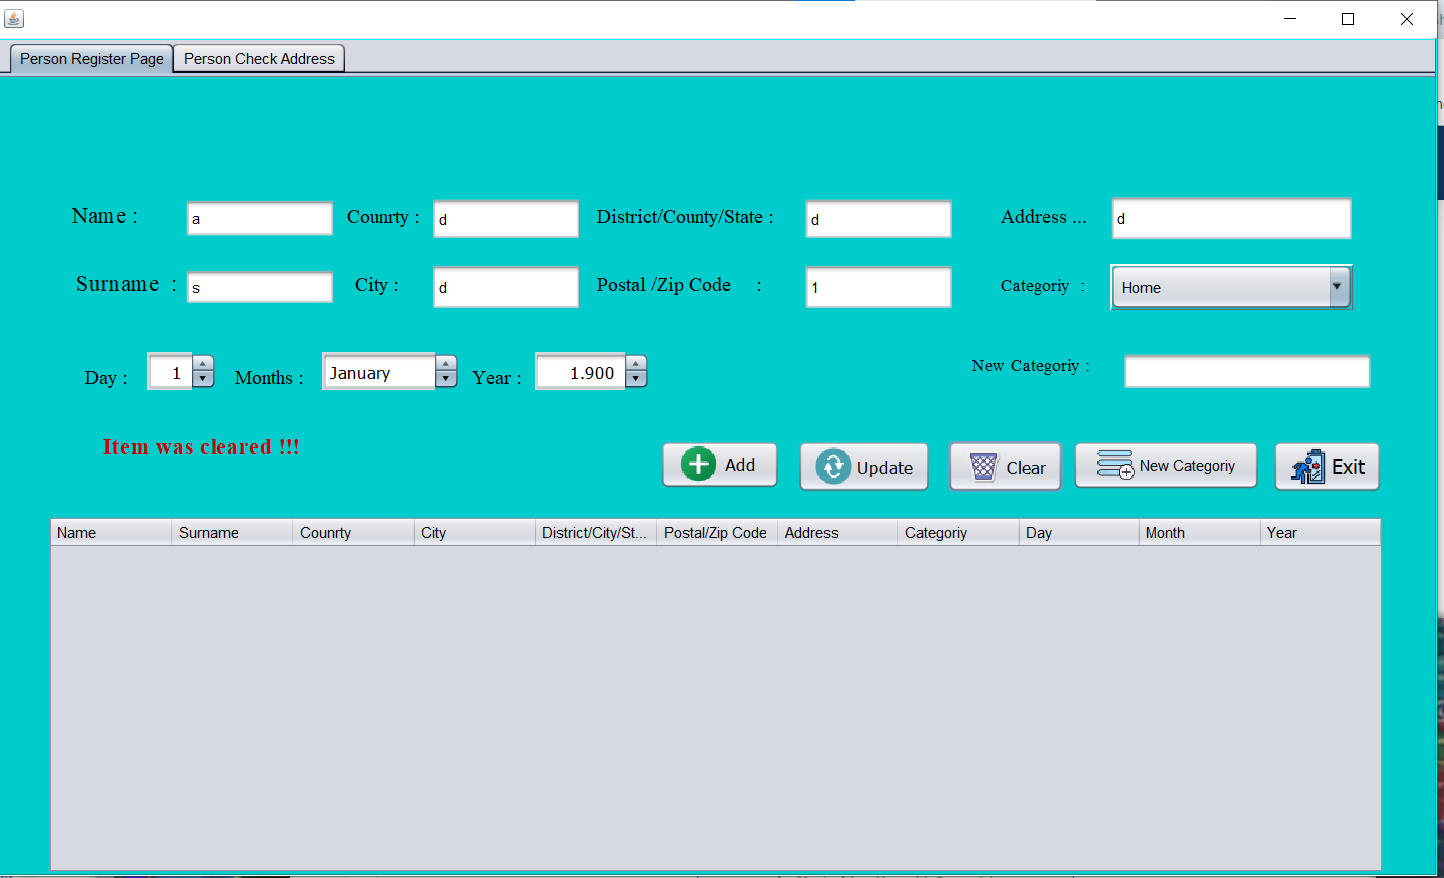 Person Register Page Person Check Address
Name : a Counrty : d District/County/State : d Address ... d
Surname : s City : d Postal /Zip Code : 1 Categoriy : Home
Day : 1 Months : January Year : 1.900 New Categoriy :
Item was cleared !!! Add Update Clear New Categoriy Exit
Name Surname Counrty City District/City/St... Postal/Zip Code Address Categoriy Day Month Year